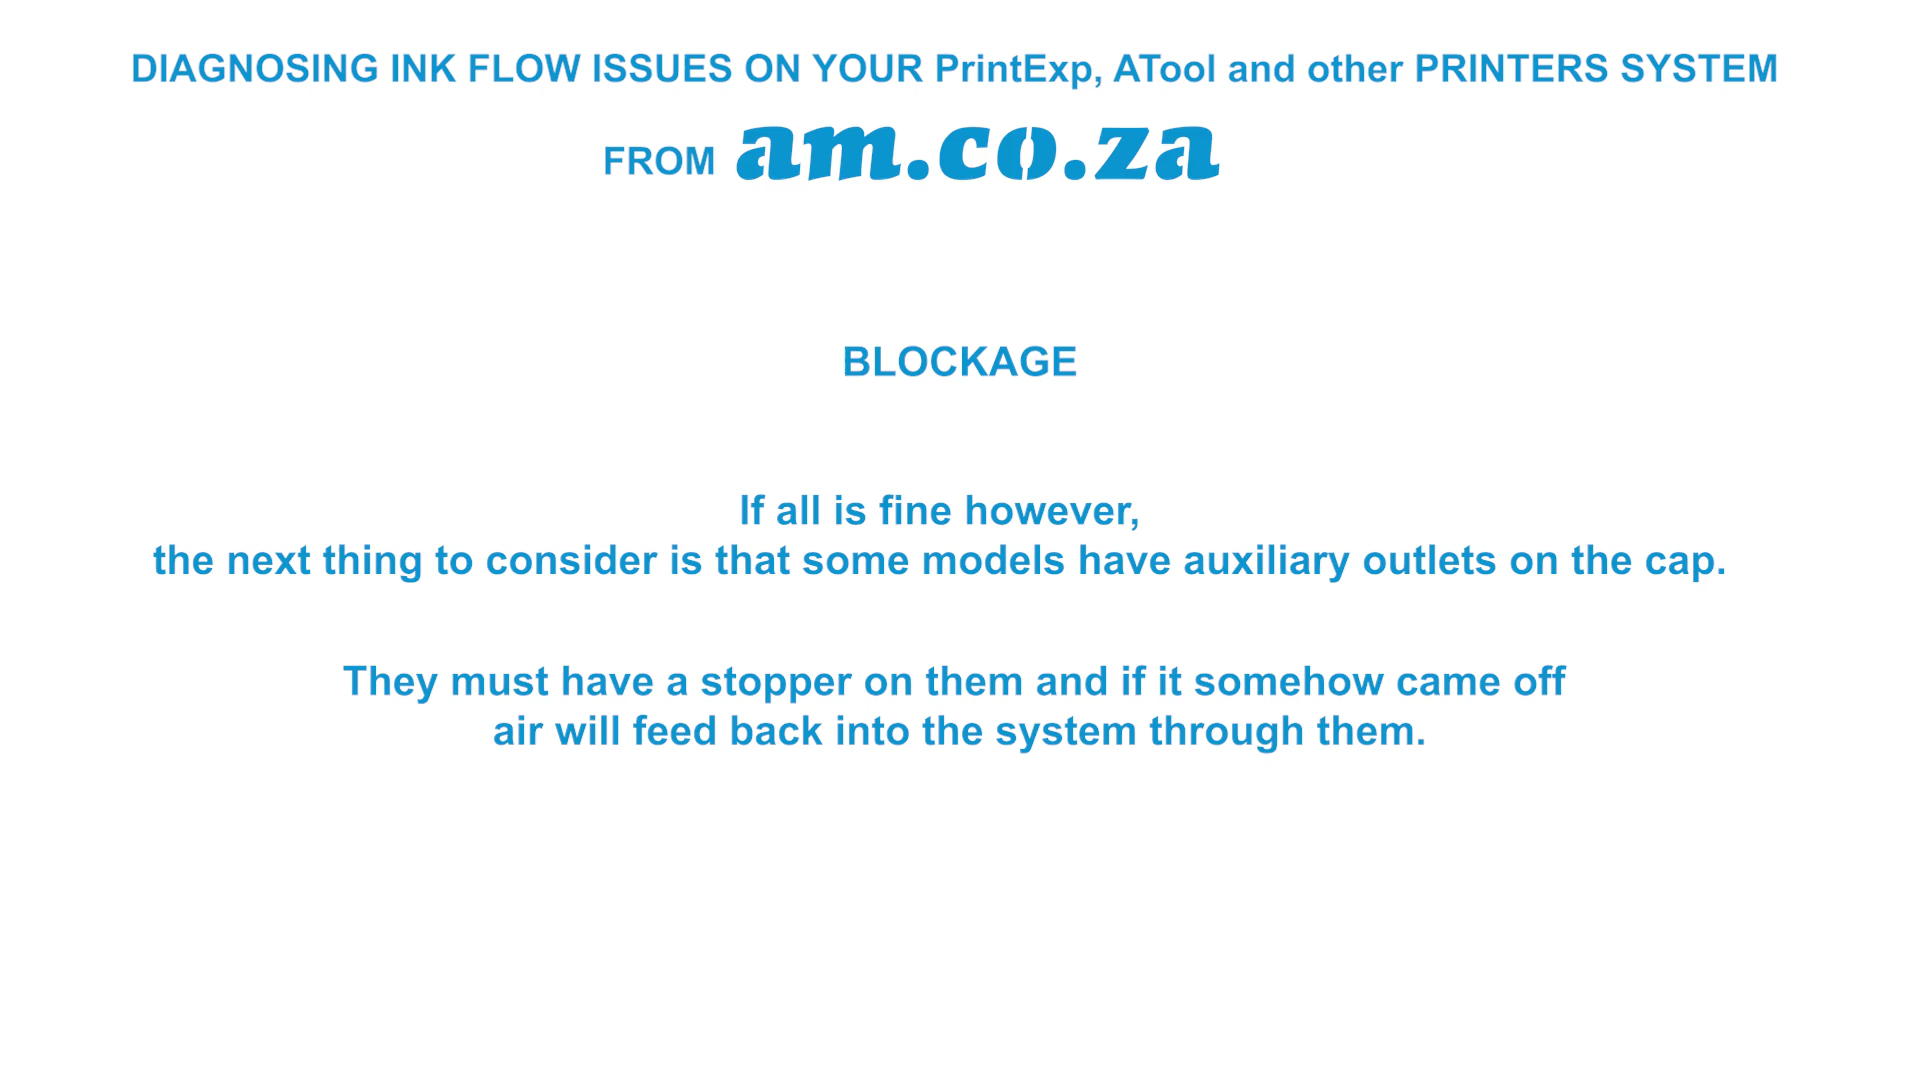 DIAGNOSING INK FLOW ISSUES ON YOUR PrintExp, ATool and other PRINTERS SYSTEM
FROM am.co.za
BLOCKAGE
If all is fine however,
the next thing to consider is that some models have auxiliary outlets on the cap.
They must have a stopper on them and if it somehow came off
air will feed back into the system through them.